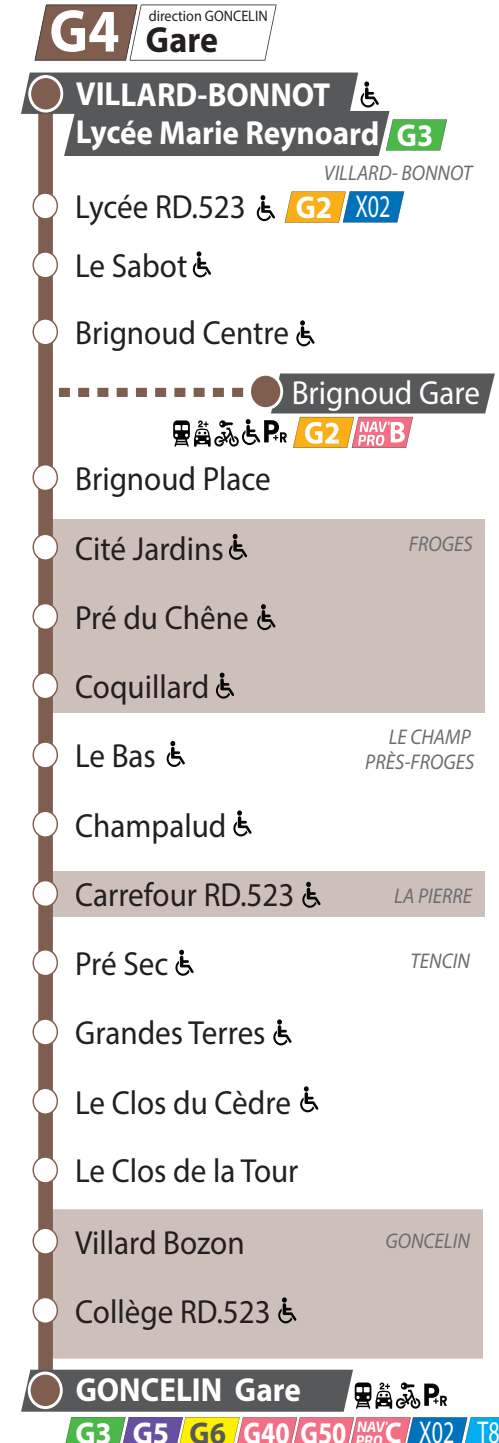 G4 direction GONCELIN
Gare
VILLARD-BONNOT
Lycée Marie Reynoard G3
VILLARD- BONNOT
Lycée RD.523 G2 X02
Le Sabot
Brignoud Centre
Brignoud Gare
2+ P+R G2 NAV'PRO B
Brignoud Place
Cité Jardins FROGES
Pré du Chêne
Coquillard
LE CHAMP
Le Bas PRÈS-FROGES
Champalud
Carrefour RD.523 LA PIERRE
Pré Sec TENCIN
Grandes Terres
Le Clos du Cèdre
Le Clos de la Tour
Villard Bozon GONCELIN
Collège RD.523
GONCELIN Gare 2+ P+R
G3 G5 G6 G40 G50 NAV'PRO C X02 T8